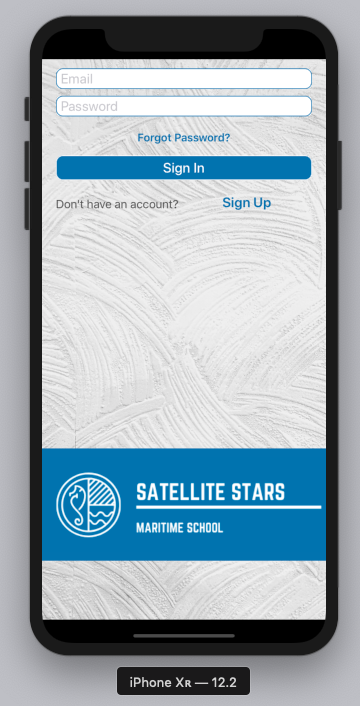 Email
Password
Forgot Password?
Sign In
Don't have an account? Sign Up
SATELLITE STARS
MARITIME SCHOOL
iPhone Xʀ — 12.2